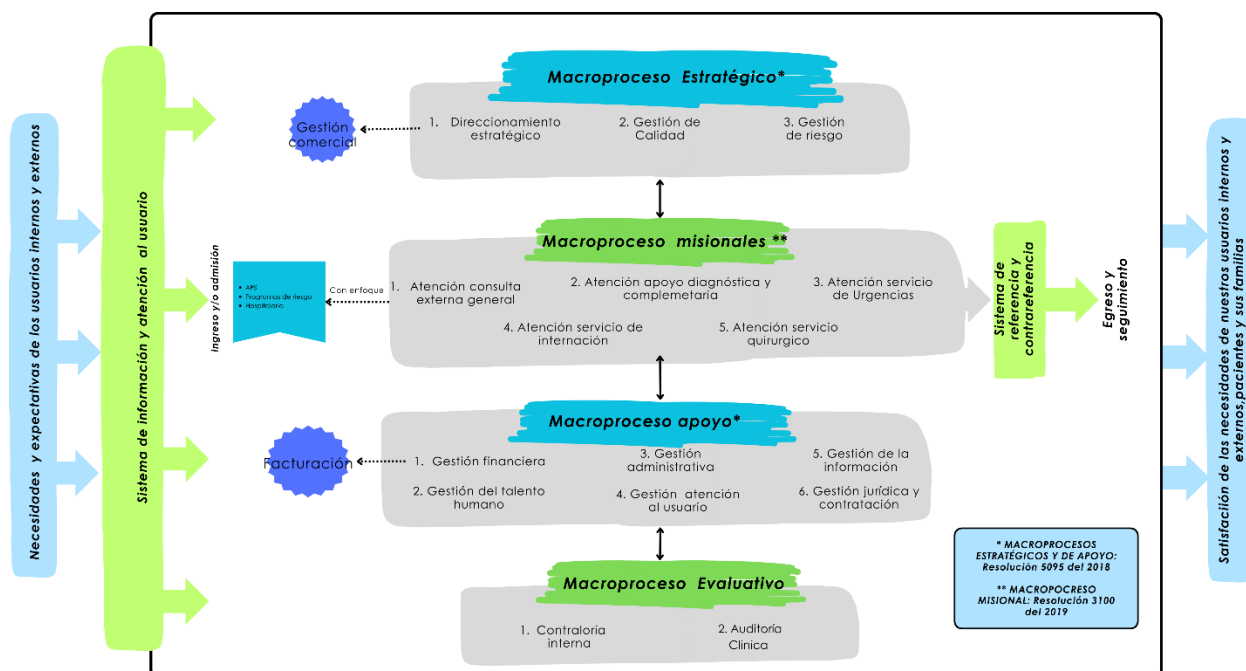 Necesidades y expectativas de los usuarios internos y externos
Sistema de información y atención al usuario
Macroproceso Estratégico*
Gestión
comercial
1. Direccionamiento
estratégico
2. Gestión de
Calidad
3. Gestión
de riesgo
Ingreso y/o admisión
• APS
• Programas de riesgo
• Hospitalario
Con enfoque
Macroproceso misionales **
1. Atención consulta
externa general
2. Atención apoyo diagnóstica y
complemetaria
3. Atención servicio
de Urgencias
4. Atención servicio de
internación
5. Atención servicio
quirurgico
Sistema de
referencia y
contrareferencia
Egreso y
seguimiento
Macroproceso apoyo*
Facturación
1. Gestión financiera
2. Gestión del talento
humano
3. Gestión
administrativa
4. Gestión atención
al usuario
5. Gestión de la
información
6. Gestión jurídica y
contratación
Macroproceso Evaluativo
1. Contraloría
interna
2. Auditoría
Clinica
* MACROPROCESOS
ESTRATÉGICOS Y DE APOYO:
Resolución 5095 del 2018
** MACROPOCRESO
MISIONAL: Resolución 3100
del 2019
Satisfaciión de las necesidades de nuestros usuarios internos y
externos,pacientes y sus familias